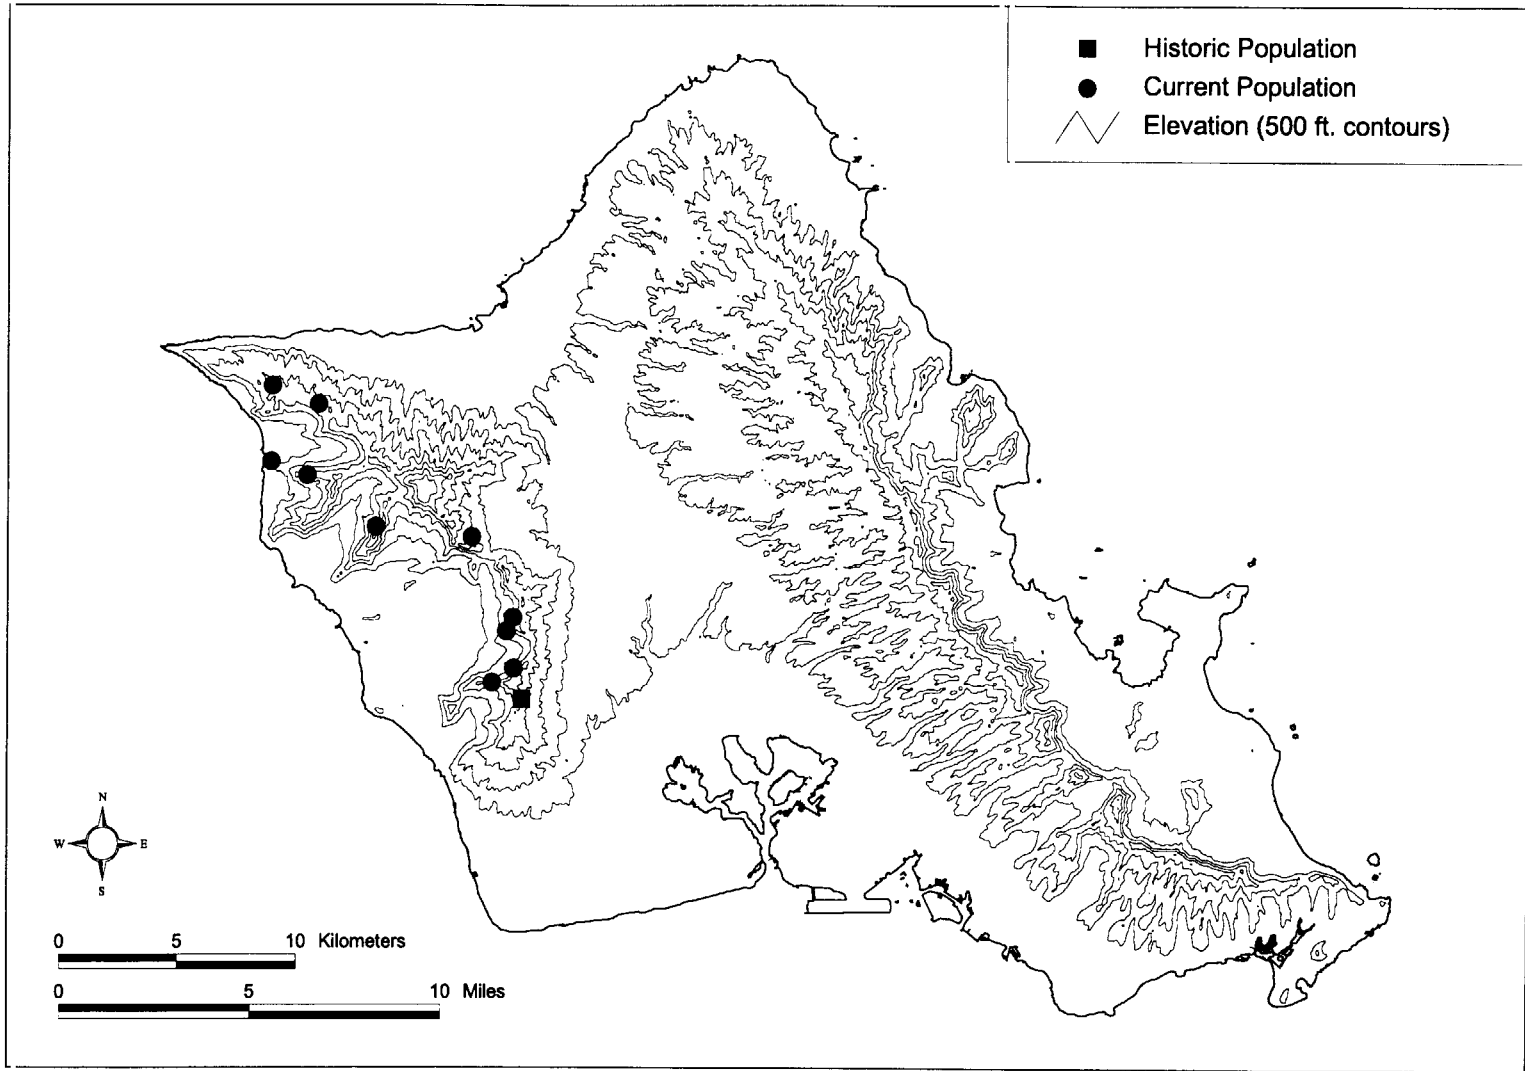 Historic Population
Current Population
Elevation (500 ft. contours)
N
W E
S
0 5 10 Kilometers
0 5 10 Miles